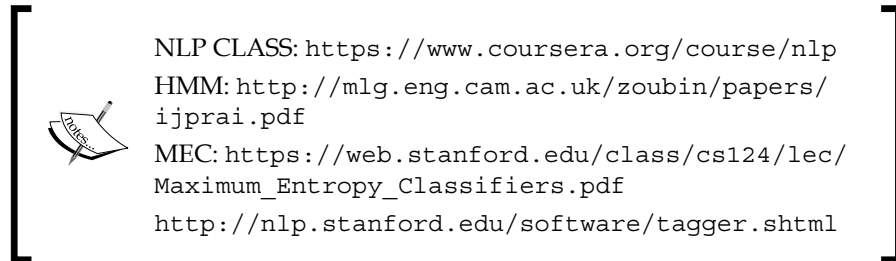 NLP CLASS: https://www.coursera.org/course/nlp
HMM: http://mlg.eng.cam.ac.uk/zoubin/papers/
ijprai.pdf
notes...
MEC: https://web.stanford.edu/class/cs124/lec/
Maximum_Entropy_Classifiers.pdf
http://nlp.stanford.edu/software/tagger.shtml